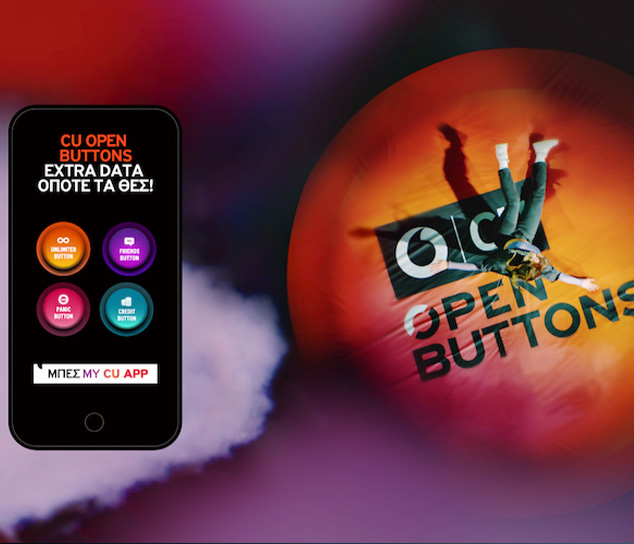 CU OPEN
BUTTONS
EXTRA DATA
ΟΠΟΤΕ ΤΑ ΘΕΣ!
UNLIMITED
BUTTON
FRIENDS
BUTTON
PANIC
BUTTON
CREDIT
BUTTON
ΜΠΕΣ MY CU APP
OPEN
BUTTONS